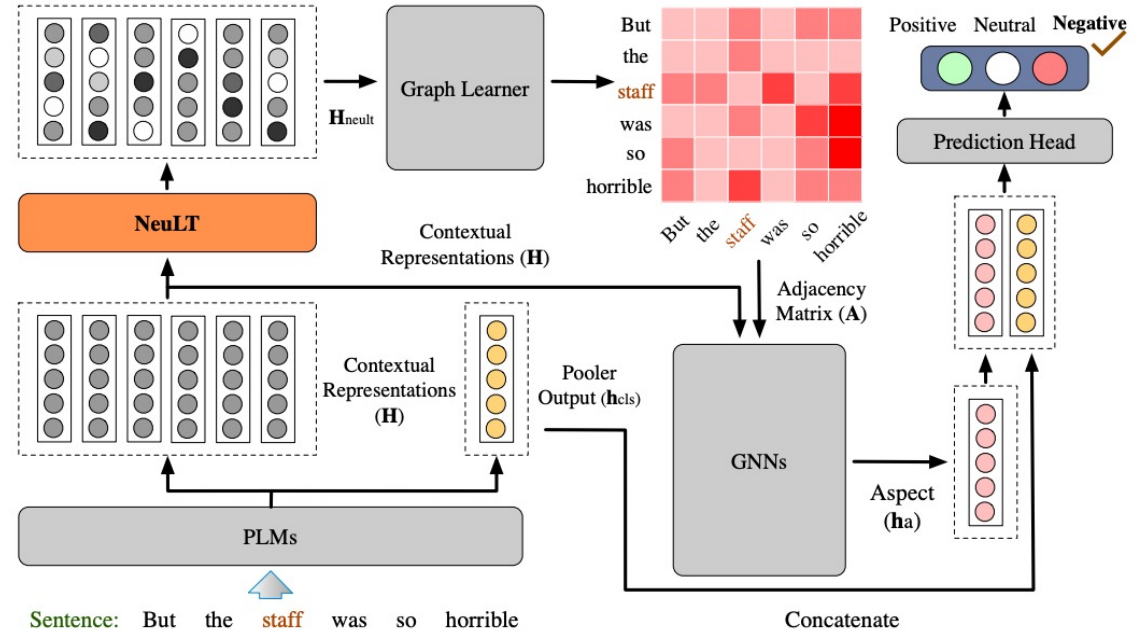 Positive Neutral Negative
Prediction Head
Graph Learner
Hneult
But
the
staff
was
so
horrible
But the staff was so horrible
NeuLT
Contextual
Representations (H)
Adjacency
Matrix (A)
Contextual
Representations
(H)
Pooler
Output (hcls)
GNNs
Aspect
(ha)
PLMs
Sentence: But the staff was so horrible
Concatenate